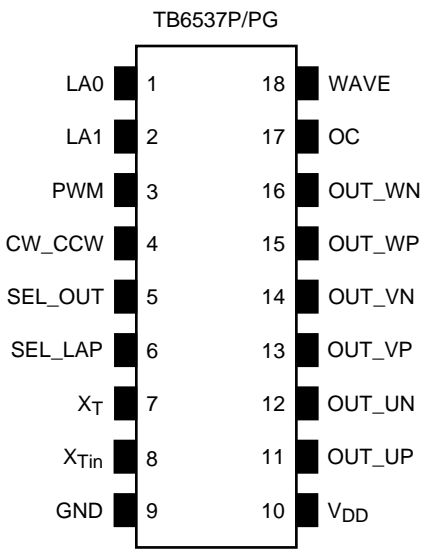 TB6537P/PG
LA0 1 18 WAVE
LA1 2 17 OC
PWM 3 16 OUT_WN
CW_CCW 4 15 OUT_WP
SEL_OUT 5 14 OUT_VN
SEL_LAP 6 13 OUT_VP
XT 7 12 OUT_UN
XTin 8 11 OUT_UP
GND 9 10 VDD